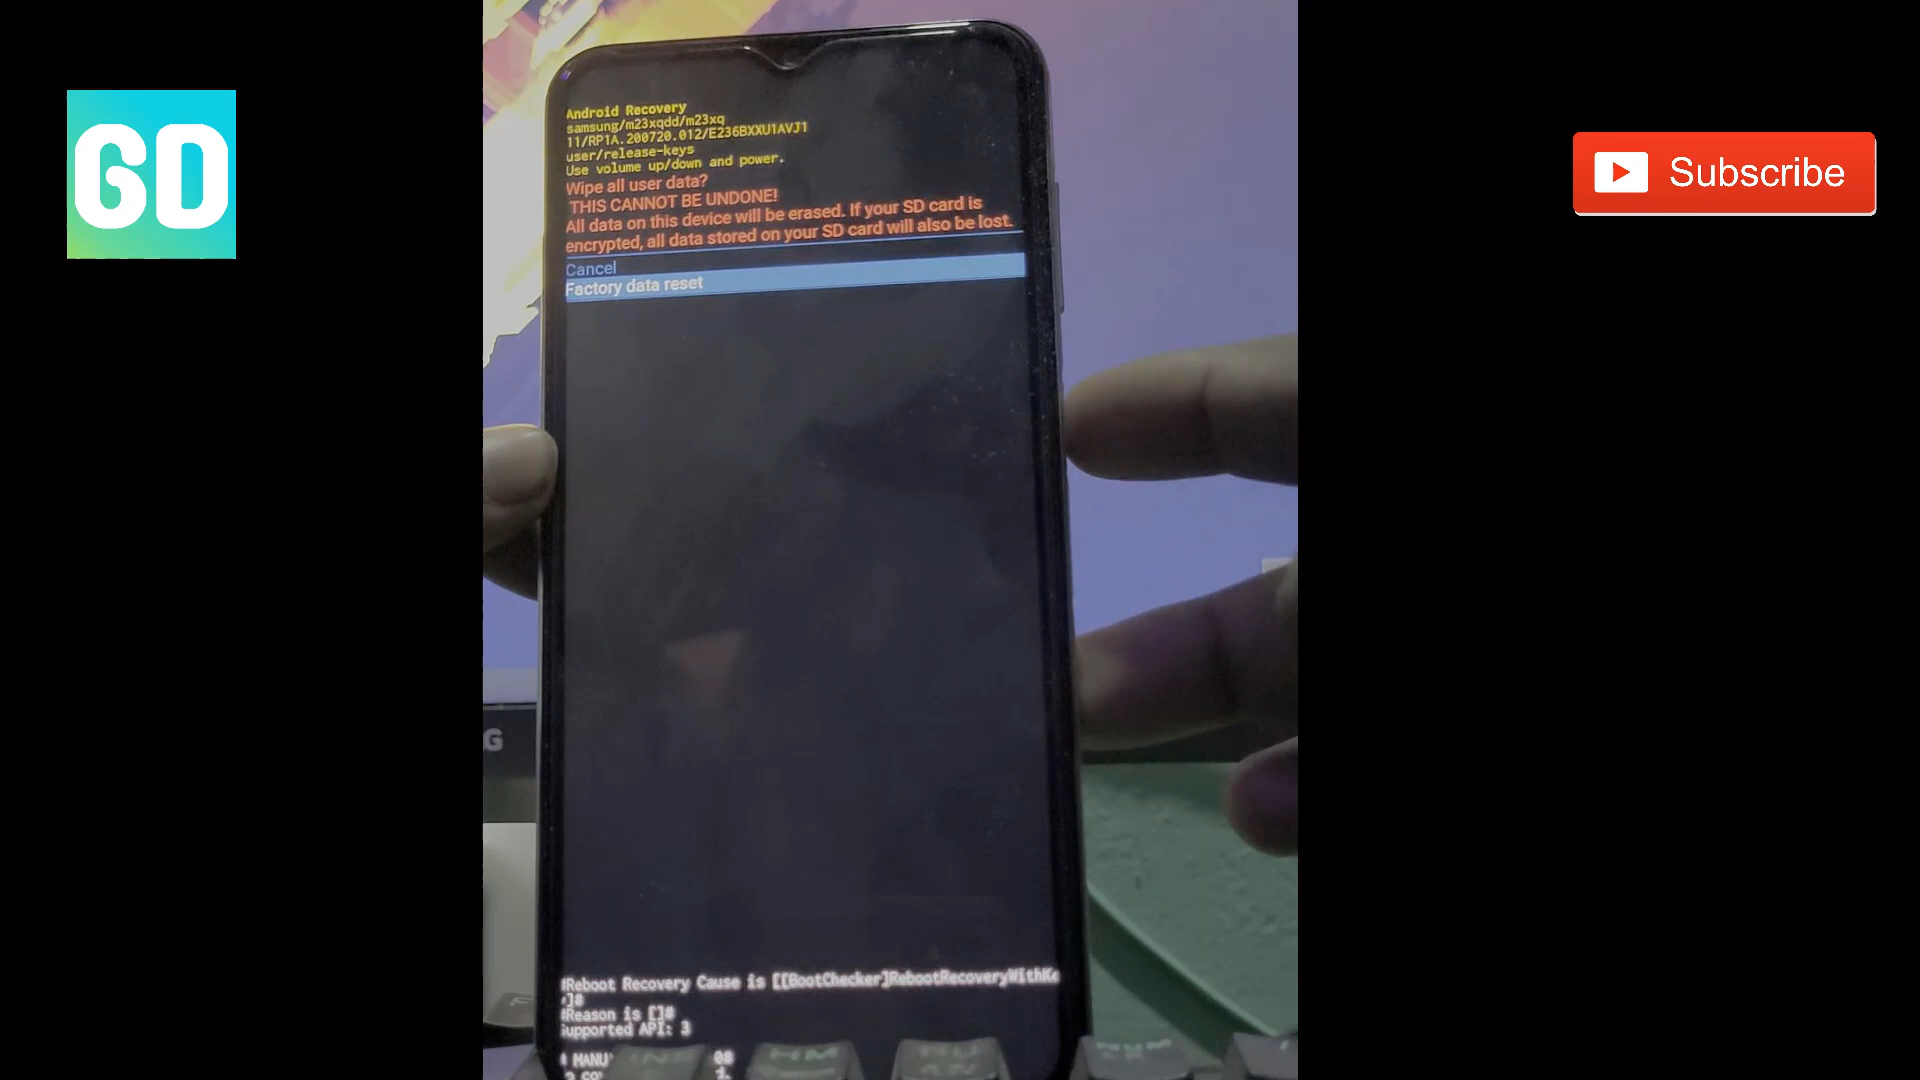 GD
Subscribe
Android Recovery
samsung/m23xqdd/m23xq
11/RP1A.200720.012/E236BXXU1AVJ1
user/release-keys
Use volume up/down and power.
Wipe all user data?
THIS CANNOT BE UNDONE!
All data on this device will be erased. If your SD card is
encrypted, all data stored on your SD card will also be lost.
Cancel
Factory data reset
G
#Reboot Recovery Cause is [[BootChecker]RebootRecoveryWithKe
]#
#Reason is []#
Supported API: 3
# MANU